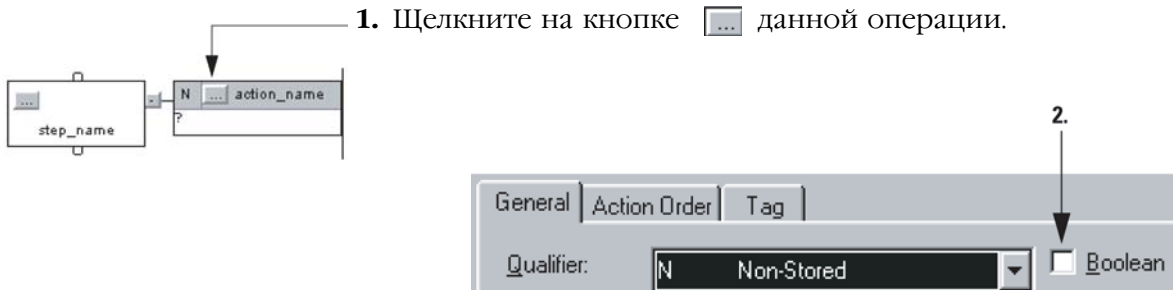 1. Щелкните на кнопке ... данной операции.
N ... action_name
...
-
?
step_name
2.
General Action Order Tag
Qualifier: N Non-Stored Boolean